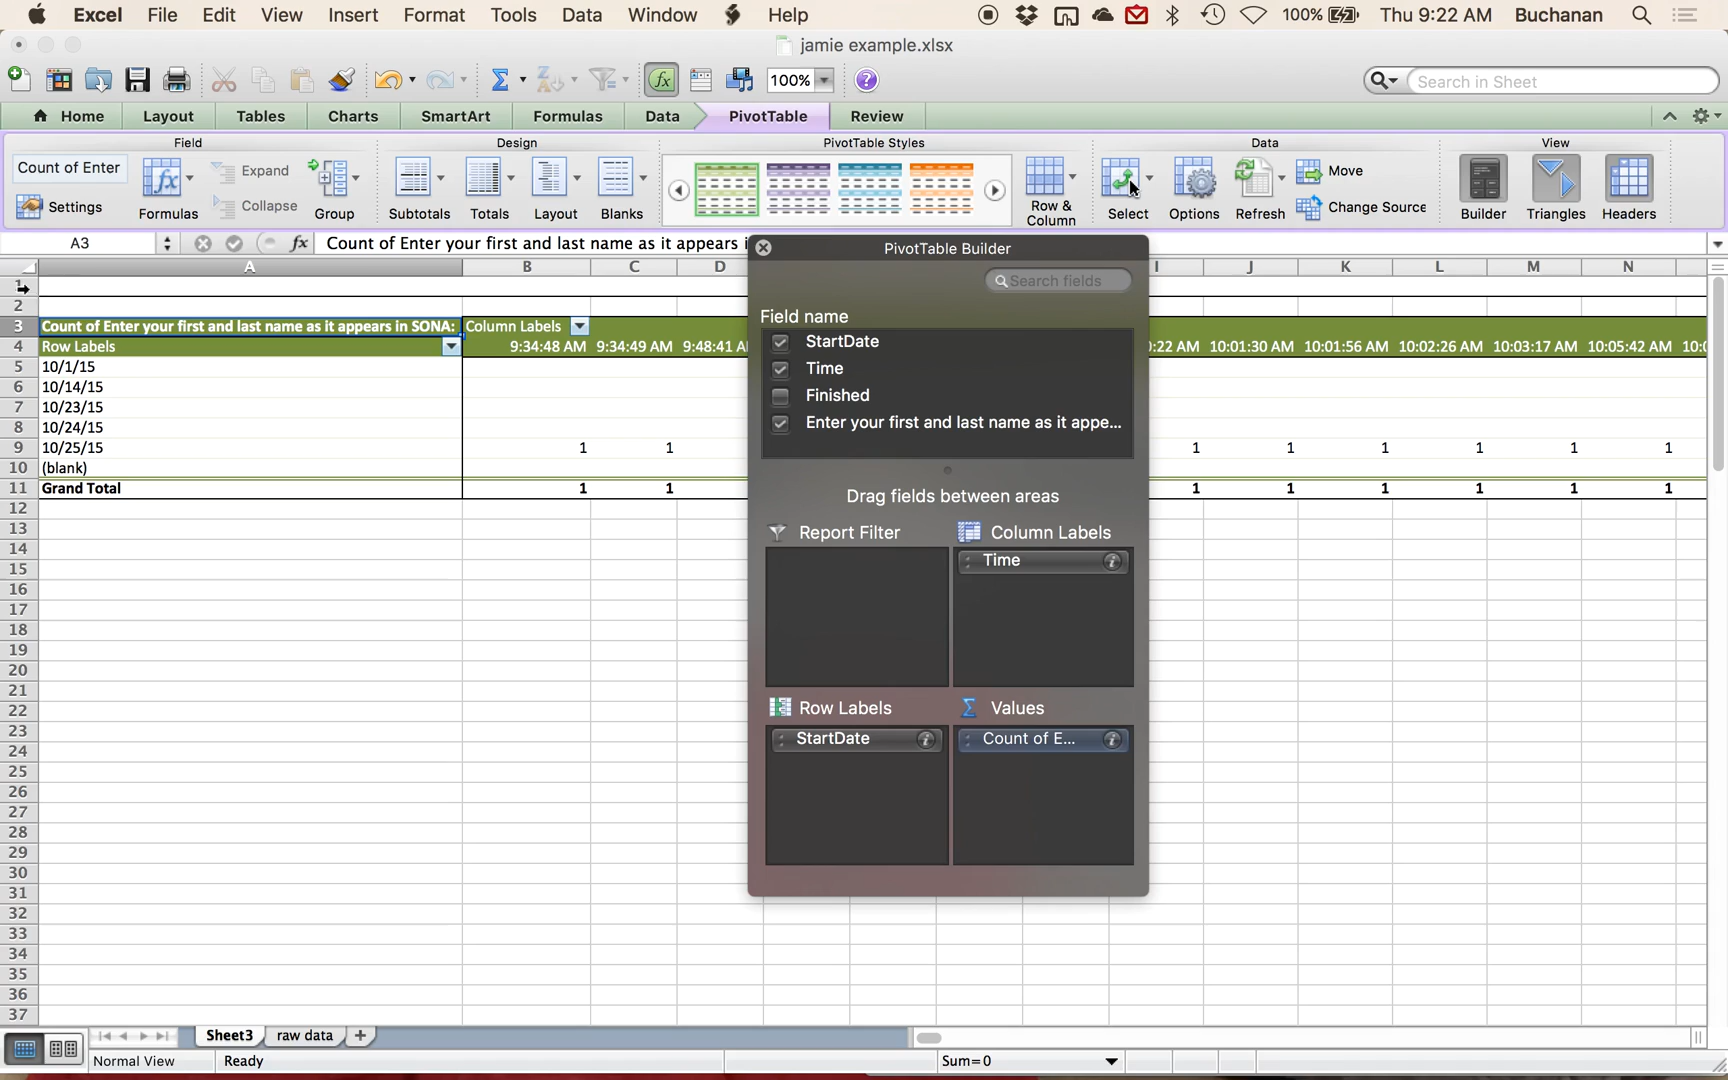 Excel File Edit View Insert Format Tools Data Window Help 100% Thu 9:22 AM Buchanan
jamie example.xlsx
100% Search in Sheet
Home Layout Tables Charts SmartArt Formulas Data PivotTable Review
Field Design PivotTable Styles Data View
Count of Enter Expand Move
Settings Collapse Change Source
Formulas Group Subtotals Totals Layout Blanks Row & Column Select Options Refresh Builder Triangles Headers
A3 fx Count of Enter your first and last name as it appears i
A B C D I J K L M N
1
2
3 Count of Enter your first and last name as it appears in SONA: Column Labels
4 Row Labels 9:34:48 AM 9:34:49 AM 9:48:41 A :22 AM 10:01:30 AM 10:01:56 AM 10:02:26 AM 10:03:17 AM 10:05:42 AM 10:0
5 10/1/15
6 10/14/15
7 10/23/15
8 10/24/15
9 10/25/15 1 1 1 1 1 1 1 1
10 (blank)
11 Grand Total 1 1 1 1 1 1 1 1
12
13
14
15
16
17
18
19
20
21
22
23
24
25
26
27
28
29
30
31
32
33
34
35
36
37
PivotTable Builder
Search fields
Field name
StartDate
Time
Finished
Enter your first and last name as it appe...
Drag fields between areas
Report Filter Column Labels
Time
Row Labels Values
StartDate Count of E...
Sheet3 raw data
Normal View Ready Sum=0